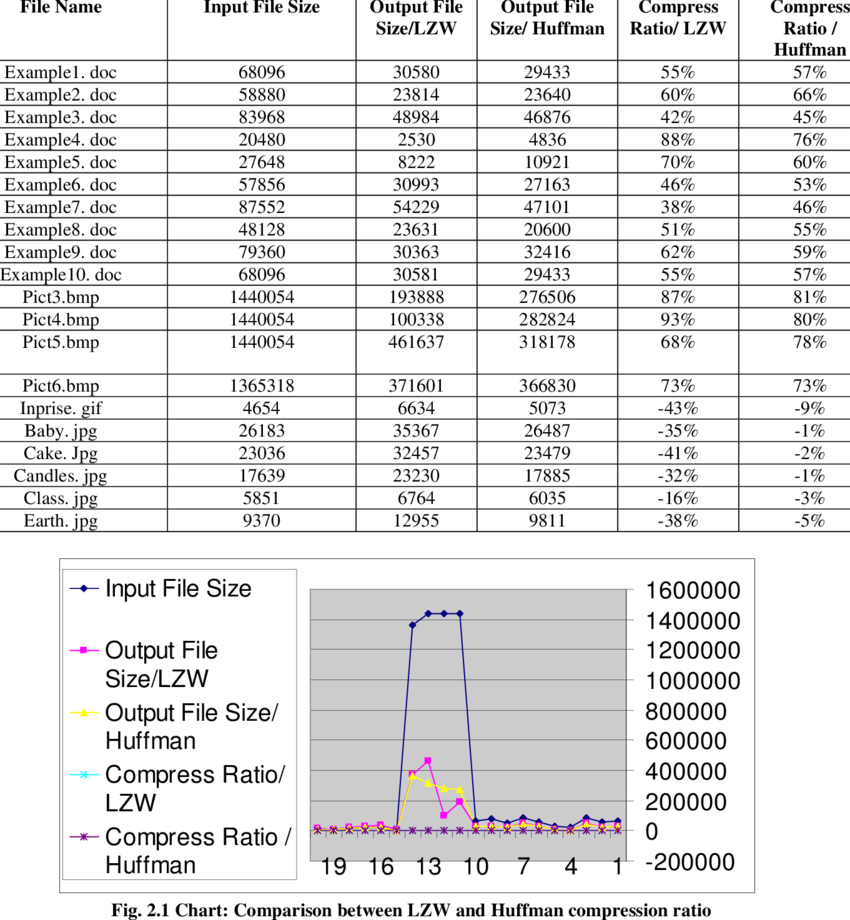 File Name Input File Size Output File Size/LZW Output File Size/ Huffman Compress Ratio/ LZW Compress Ratio / Huffman
Example1. doc 68096 30580 29433 55% 57%
Example2. doc 58880 23814 23640 60% 66%
Example3. doc 83968 48984 46876 42% 45%
Example4. doc 20480 2530 4836 88% 76%
Example5. doc 27648 8222 10921 70% 60%
Example6. doc 57856 30993 27163 46% 53%
Example7. doc 87552 54229 47101 38% 46%
Example8. doc 48128 23631 20600 51% 55%
Example9. doc 79360 30363 32416 62% 59%
Example10. doc 68096 30581 29433 55% 57%
Pict3.bmp 1440054 193888 276506 87% 81%
Pict4.bmp 1440054 100338 282824 93% 80%
Pict5.bmp 1440054 461637 318178 68% 78%
Pict6.bmp 1365318 371601 366830 73% 73%
Inprise. gif 4654 6634 5073 -43% -9%
Baby. jpg 26183 35367 26487 -35% -1%
Cake. Jpg 23036 32457 23479 -41% -2%
Candles. jpg 17639 23230 17885 -32% -1%
Class. jpg 5851 6764 6035 -16% -3%
Earth. jpg 9370 12955 9811 -38% -5%
Input File Size
Output File
Size/LZW
Output File Size/
Huffman
Compress Ratio/
LZW
Compress Ratio /
Huffman
1600000
1400000
1200000
1000000
800000
600000
400000
200000
0
-200000
19 16 13 10 7 4 1
Fig. 2.1 Chart: Comparison between LZW and Huffman compression ratio